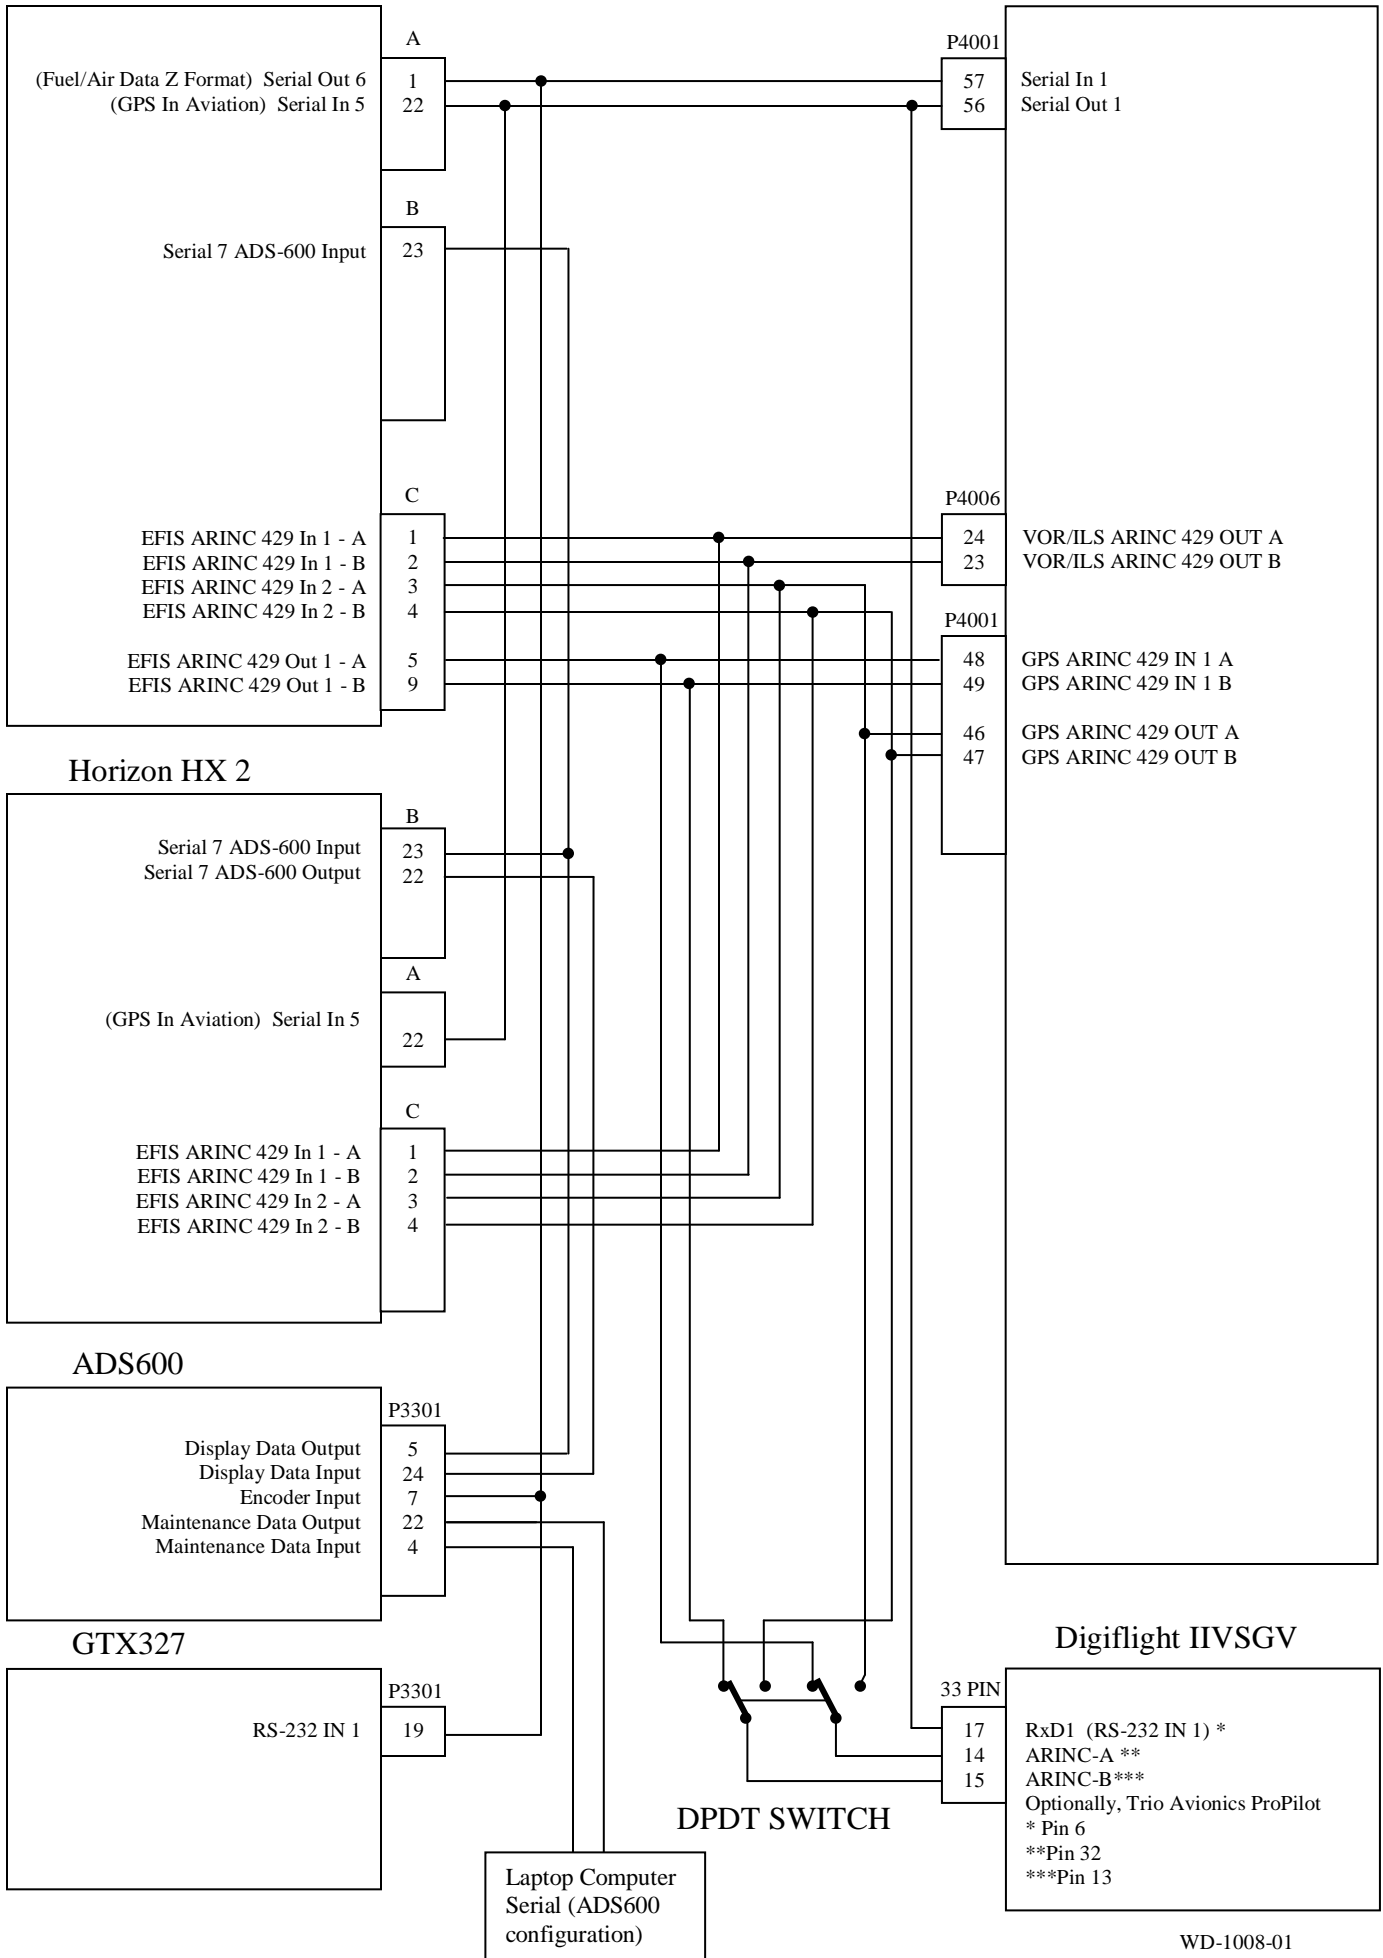 A
(Fuel/Air Data Z Format) Serial Out 6 1
(GPS In Aviation) Serial In 5 22
P4001
57 Serial In 1
56 Serial Out 1
B
Serial 7 ADS-600 Input 23
C
EFIS ARINC 429 In 1 - A 1
EFIS ARINC 429 In 1 - B 2
EFIS ARINC 429 In 2 - A 3
EFIS ARINC 429 In 2 - B 4
EFIS ARINC 429 Out 1 - A 5
EFIS ARINC 429 Out 1 - B 9
P4006
24 VOR/ILS ARINC 429 OUT A
23 VOR/ILS ARINC 429 OUT B
P4001
48 GPS ARINC 429 IN 1 A
49 GPS ARINC 429 IN 1 B
46 GPS ARINC 429 OUT A
47 GPS ARINC 429 OUT B
Horizon HX 2
B
Serial 7 ADS-600 Input 23
Serial 7 ADS-600 Output 22
A
(GPS In Aviation) Serial In 5 22
C
EFIS ARINC 429 In 1 - A 1
EFIS ARINC 429 In 1 - B 2
EFIS ARINC 429 In 2 - A 3
EFIS ARINC 429 In 2 - B 4
ADS600
P3301
Display Data Output 5
Display Data Input 24
Encoder Input 7
Maintenance Data Output 22
Maintenance Data Input 4
GTX327
P3301
RS-232 IN 1 19
DPDT SWITCH
Laptop Computer
Serial (ADS600
configuration)
Digiflight IIVSGV
33 PIN
17 RxD1 (RS-232 IN 1) *
14 ARINC-A **
15 ARINC-B***
Optionally, Trio Avionics ProPilot
* Pin 6
**Pin 32
***Pin 13
WD-1008-01